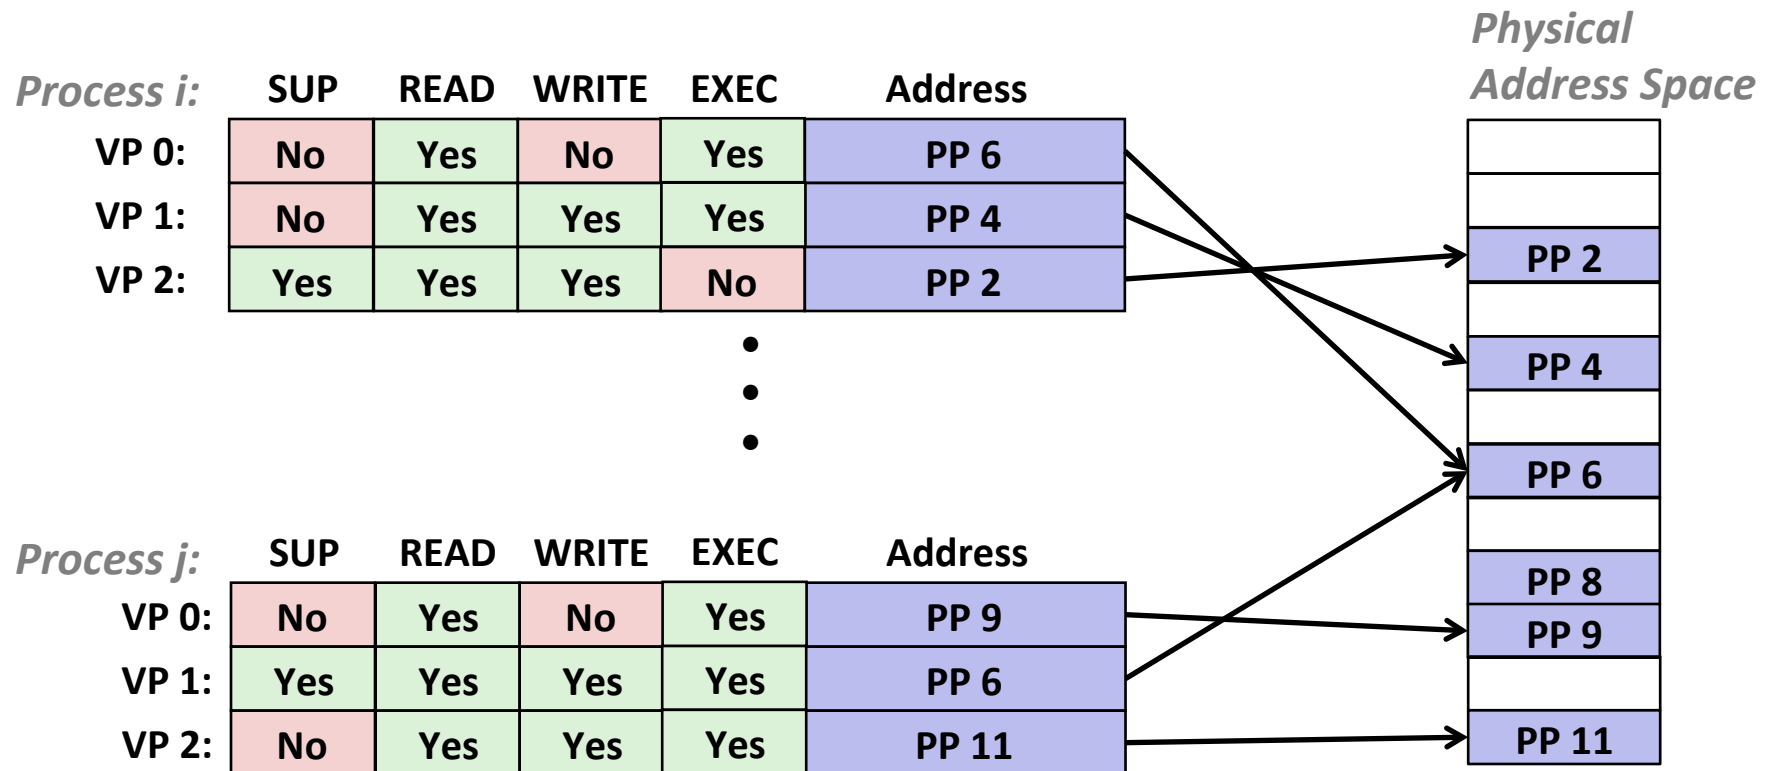 Physical
Address Space
Process i: SUP READ WRITE EXEC Address
VP 0: No Yes No Yes PP 6
VP 1: No Yes Yes Yes PP 4
VP 2: Yes Yes Yes No PP 2
Process j: SUP READ WRITE EXEC Address
VP 0: No Yes No Yes PP 9
VP 1: Yes Yes Yes Yes PP 6
VP 2: No Yes Yes Yes PP 11
PP 2
PP 4
PP 6
PP 8
PP 9
PP 11